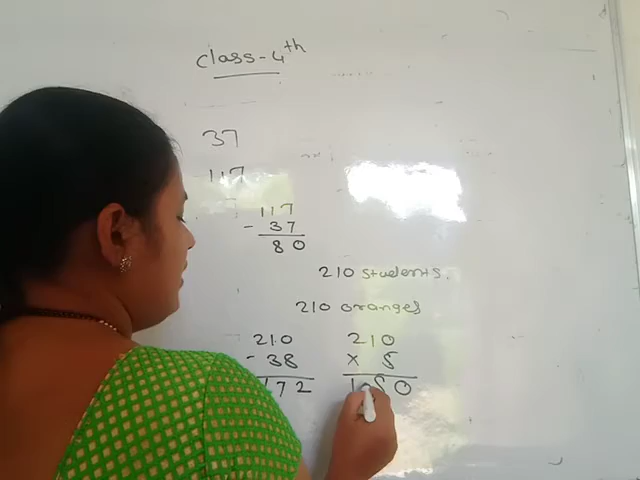 class-4th
37
117
117
- 37
80
210 students.
210 oranges
210
- 38
172
210
x 5
1050